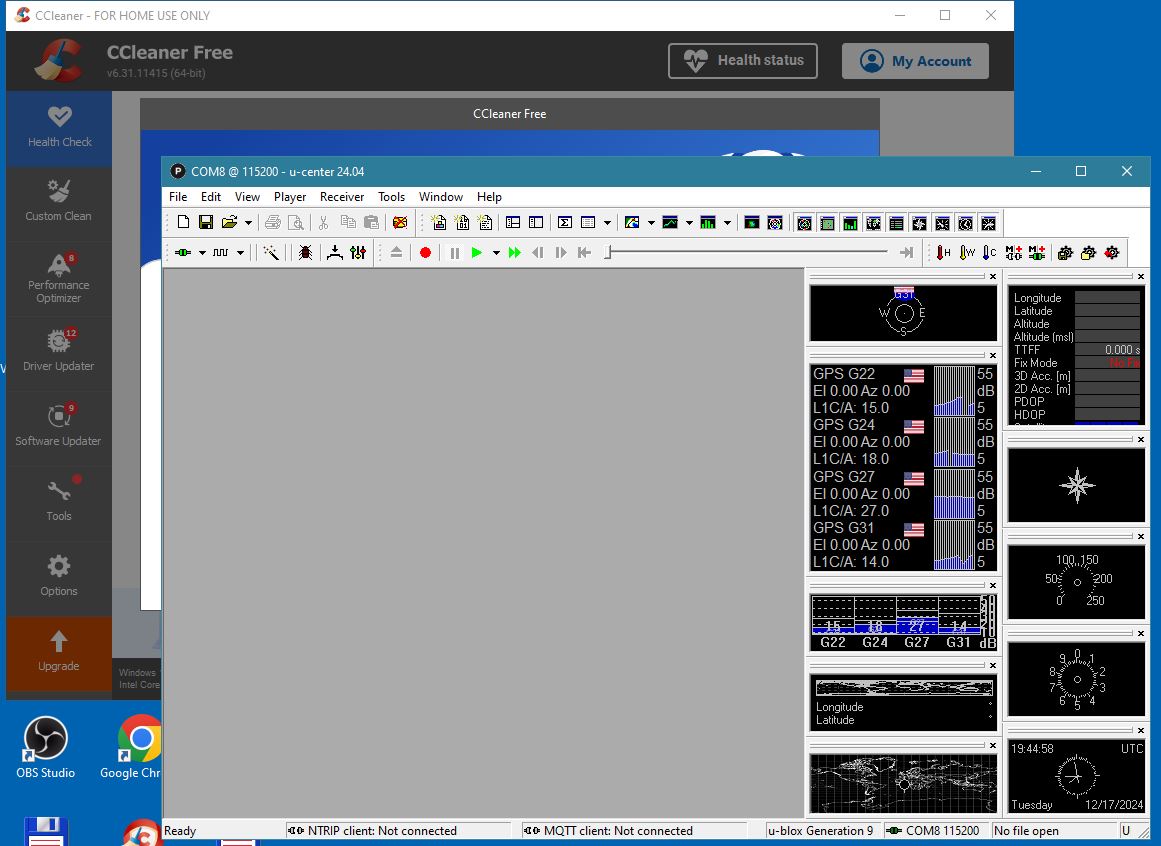 CCleaner - FOR HOME USE ONLY
CCleaner Free
v6.31.11415 (64-bit)
Health status
My Account
Health Check
Custom Clean
8
Performance
Optimizer
12
Driver Updater
9
Software Updater
Tools
Options
Upgrade
CCleaner Free
Windows
Intel Core
COM8 @ 115200 - u-center 24.04
File Edit View Player Receiver Tools Window Help
H W C
G31
W E
S
GPS G22 55
El 0.00 Az 0.00 dB
L1C/A: 15.0 5
GPS G24 55
El 0.00 Az 0.00 dB
L1C/A: 18.0 5
GPS G27 55
El 0.00 Az 0.00 dB
L1C/A: 27.0 5
GPS G31 55
El 0.00 Az 0.00 dB
L1C/A: 14.0 5
50
40
30
20
10
15 18 27 14
G22 G24 G27 G31 dB
Longitude °
Latitude °
Longitude
Latitude
Altitude
Altitude (msl)
TTFF 0.000 s
Fix Mode No Fix
3D Acc. [m]
2D Acc. [m]
PDOP
HDOP
100 150
50 200
0 250
9 0 1
8 2
7 3
6 5 4
19:44:58 UTC
Tuesday 12/17/2024
Ready
NTRIP client: Not connected
MQTT client: Not connected
u-blox Generation 9
COM8 115200
No file open
U
OBS Studio
Google Chr